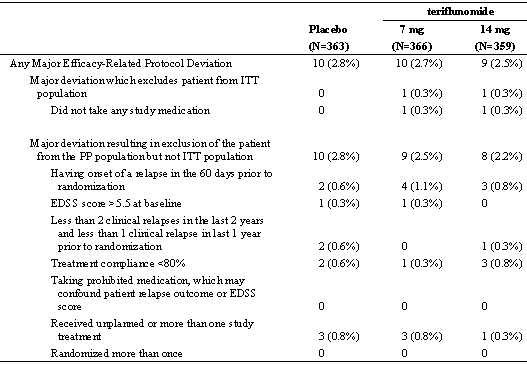 teriflunomide
Placebo 7 mg 14 mg
(N=363) (N=366) (N=359)
Any Major Efficacy-Related Protocol Deviation 10 (2.8%) 10 (2.7%) 9 (2.5%)
Major deviation which excludes patient from ITT
population 0 1 (0.3%) 1 (0.3%)
Did not take any study medication 0 1 (0.3%) 1 (0.3%)
Major deviation resulting in exclusion of the patient
from the PP population but not ITT population 10 (2.8%) 9 (2.5%) 8 (2.2%)
Having onset of a relapse in the 60 days prior to
randomization 2 (0.6%) 4 (1.1%) 3 (0.8%)
EDSS score >5.5 at baseline 1 (0.3%) 1 (0.3%) 0
Less than 2 clinical relapses in the last 2 years
and less than 1 clinical relapse in last 1 year
prior to randomization 2 (0.6%) 0 1 (0.3%)
Treatment compliance <80% 2 (0.6%) 1 (0.3%) 3 (0.8%)
Taking prohibited medication, which may
confound patient relapse outcome or EDSS
score 0 0 0
Received unplanned or more than one study
treatment 3 (0.8%) 3 (0.8%) 1 (0.3%)
Randomized more than once 0 0 0